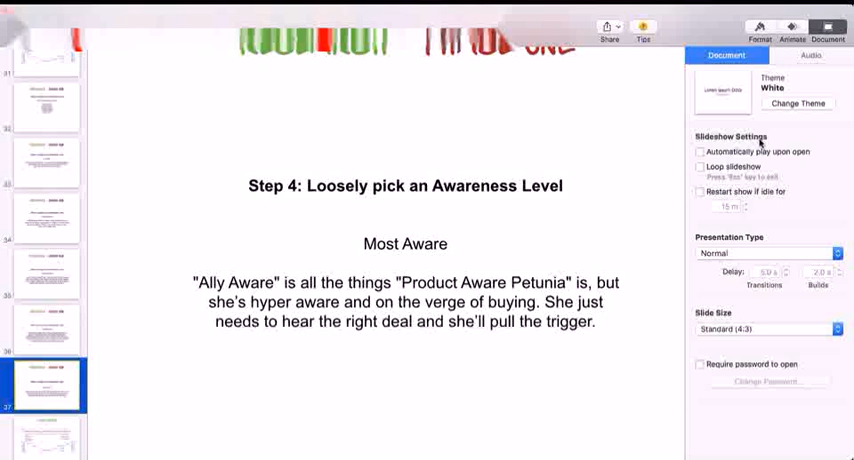 Share
Tips
Format
Animate
Document
Document
Audio
Theme
White
Change Theme
Slideshow Settings
Automatically play upon open
Loop slideshow
Press 'Esc' key to exit
Restart show if idle for
15 m
Presentation Type
Normal
Delay: 5.0 s 2.0 s
Transitions Builds
Slide Size
Standard (4:3)
Require password to open
Change Password...
Step 4: Loosely pick an Awareness Level
Most Aware
"Ally Aware" is all the things "Product Aware Petunia" is, but
she's hyper aware and on the verge of buying. She just
needs to hear the right deal and she'll pull the trigger.
31
32
34
35
36
37